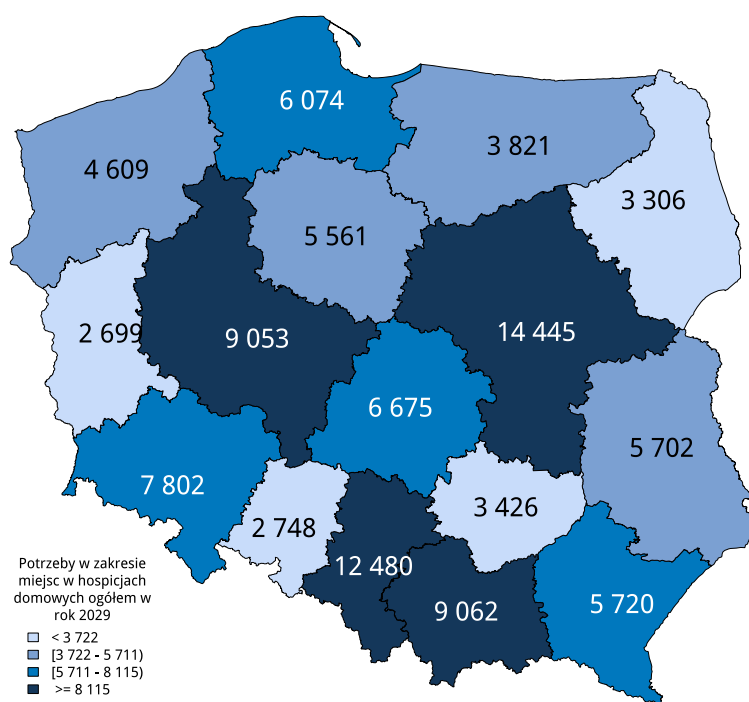 6 074
3 821
4 609
3 306
5 561
2 699
9 053
14 445
6 675
5 702
7 802
3 426
2 748
12 480
9 062
5 720
Potrzeby w zakresie
miejsc w hospicjach
domowych ogółem w
rok 2029
< 3 722
[3 722 - 5 711)
[5 711 - 8 115)
>= 8 115